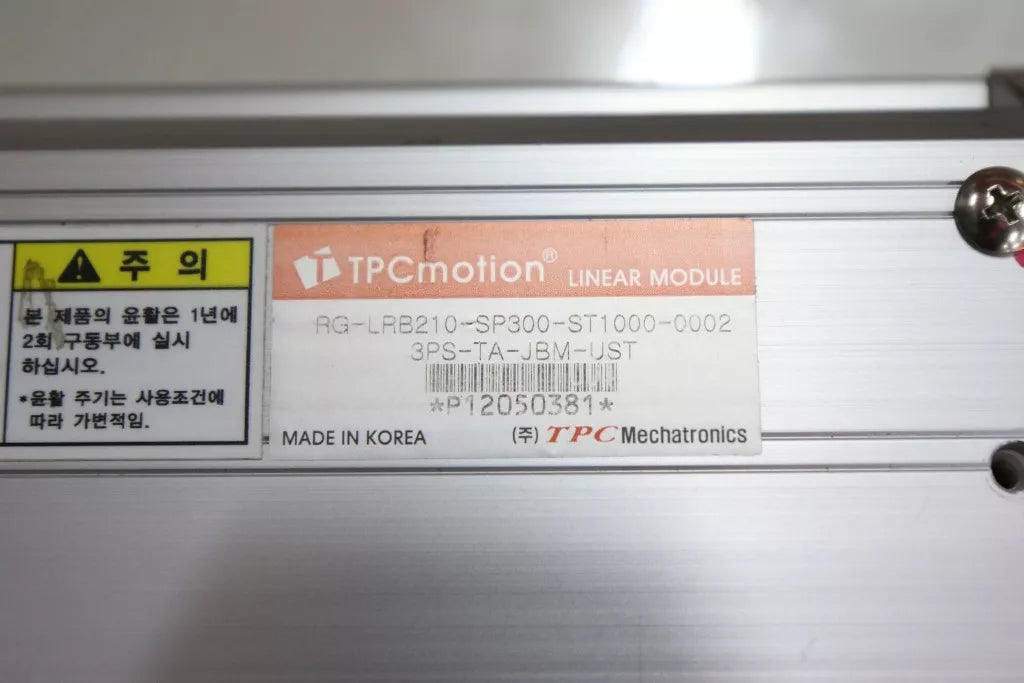 주 의
본 제품의 윤활은 1년에
2회 구동부에 실시
하십시오.
*윤활 주기는 사용조건에
따라 가변적임.
TPCmotion®
LINEAR MODULE
RG-LRB210-SP300-ST1000-0002
3PS-TA-JBM-UST
*P12050381*
MADE IN KOREA
(주) TPC Mechatronics